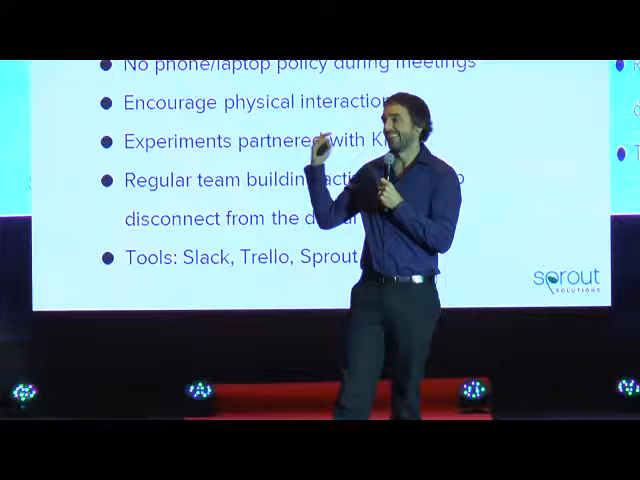 No phone/laptop policy during meetings
Encourage physical interaction
Experiments partnered with
Regular team building
disconnect from the
Tools: Slack, Trello, Sprout
sprout
SOLUTIONS